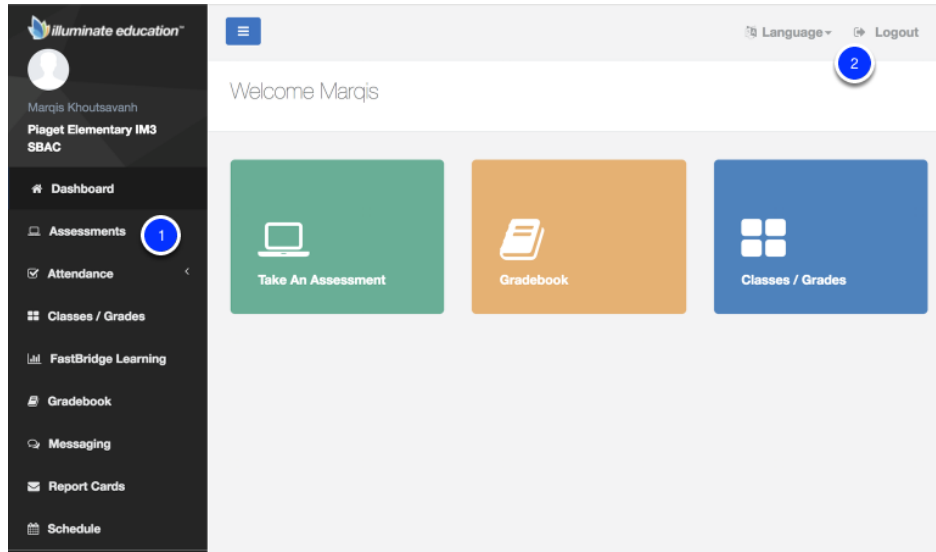 illuminate education™
Language
Logout
2
Marqis Khoutsavanh
Piaget Elementary IM3
SBAC
Welcome Marqis
Dashboard
Assessments
1
Attendance
Classes / Grades
FastBridge Learning
Gradebook
Messaging
Report Cards
Schedule
Take An Assessment
Gradebook
Classes / Grades